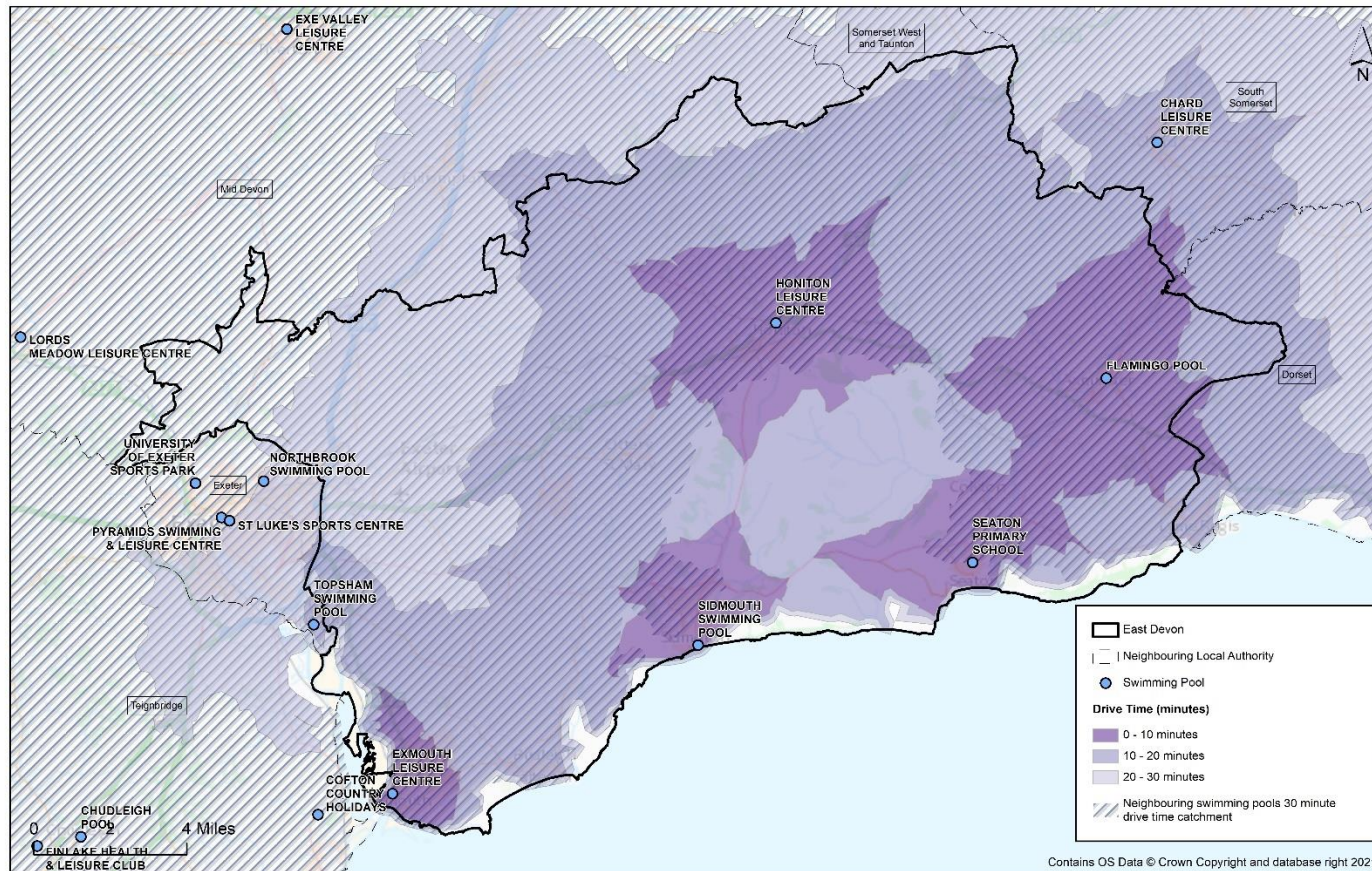 EXE VALLEY
LEISURE
CENTRE
Somerset West
and Taunton
N
South
Somerset
CHARD
LEISURE
CENTRE
Mid Devon
HONITON
LEISURE
CENTRE
LORDS
MEADOW LEISURE CENTRE
FLAMINGO POOL
Dorset
UNIVERSITY
OF EXETER
SPORTS PARK
NORTHBROOK
SWIMMING POOL
Exeter
PYRAMIDS SWIMMING
& LEISURE CENTRE
ST LUKE'S SPORTS CENTRE
SEATON
PRIMARY
SCHOOL
TOPSHAM
SWIMMING
POOL
SIDMOUTH
SWIMMING
POOL
Teignbridge
EXMOUTH
LEISURE
CENTRE
COFTON
COUNTRY
HOLIDAYS
CHUDLEIGH
POOL
0 2 4 Miles
FINLAKE HEALTH
& LEISURE CLUB
East Devon
Neighbouring Local Authority
Swimming Pool
Drive Time (minutes)
0 - 10 minutes
10 - 20 minutes
20 - 30 minutes
Neighbouring swimming pools 30 minute
drive time catchment
Contains OS Data © Crown Copyright and database right 202